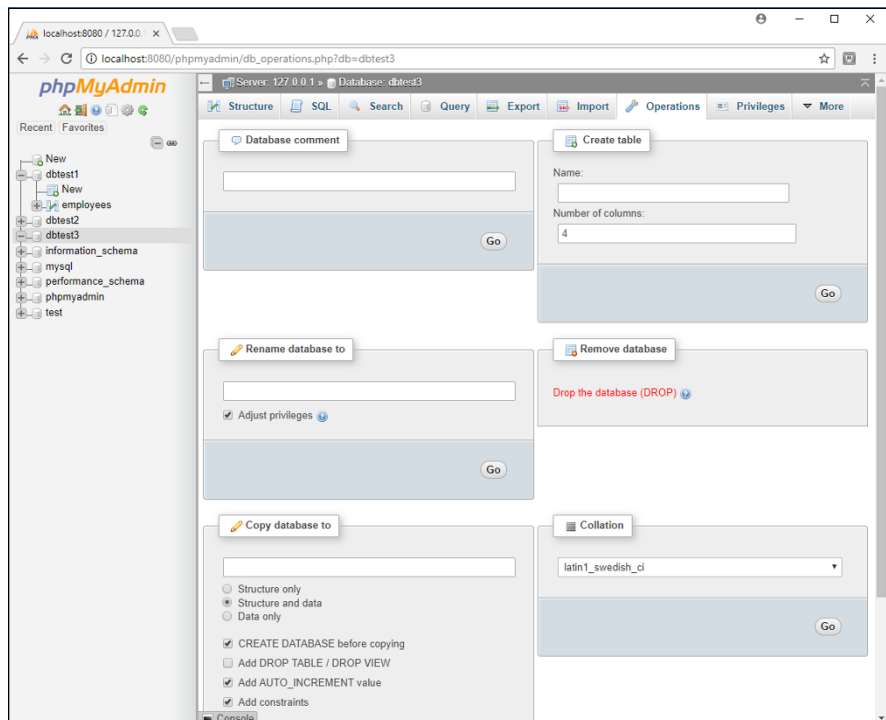 localhost:8080 / 127.0.0.1
localhost:8080/phpmyadmin/db_operations.php?db=dbtest3
phpMyAdmin
Recent Favorites
New
dbtest1
New
employees
dbtest2
dbtest3
information_schema
mysql
performance_schema
phpmyadmin
test
Server: 127.0.0.1 » Database: dbtest3
Structure SQL Search Query Export Import Operations Privileges More
Database comment
Go
Create table
Name:
Number of columns:
4
Go
Rename database to
Adjust privileges
Go
Remove database
Drop the database (DROP)
Copy database to
Structure only
Structure and data
Data only
CREATE DATABASE before copying
Add DROP TABLE / DROP VIEW
Add AUTO_INCREMENT value
Add constraints
Collation
latin1_swedish_ci
Go
Console